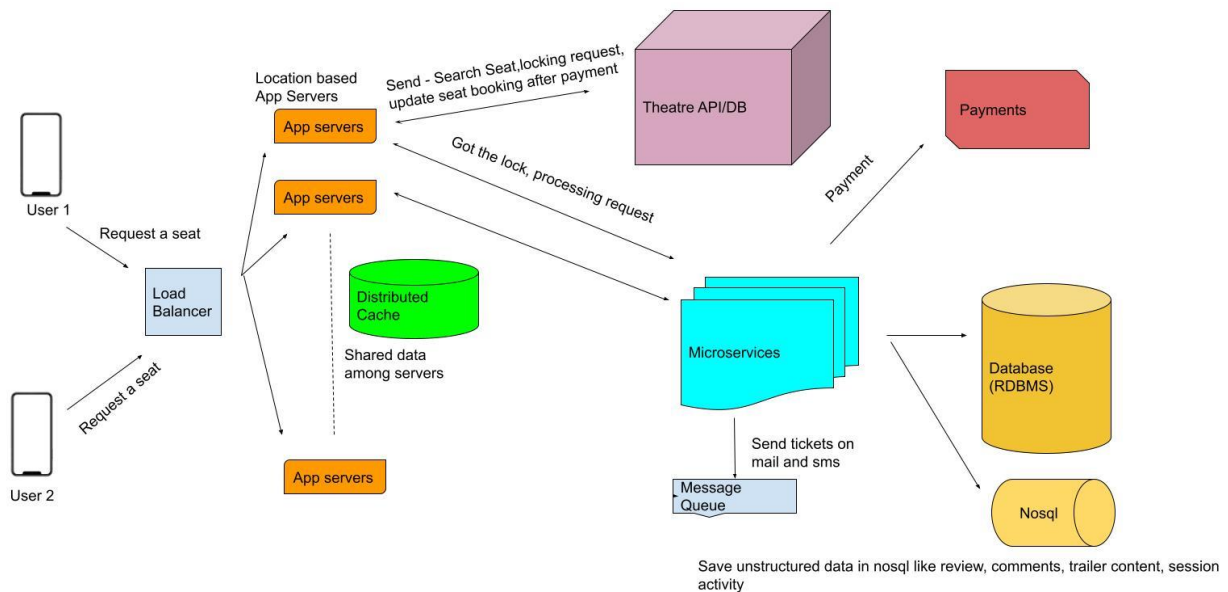 Location based
App Servers
Send - Search Seat,locking request,
update seat booking after payment
App servers
Theatre API/DB
Payments
Got the lock, processing request
Payment
App servers
User 1
Request a seat
Load
Balancer
Distributed
Cache
Shared data
among servers
Microservices
Database
(RDBMS)
Request a seat
User 2
App servers
Send tickets on
mail and sms
Message
Queue
Nosql
Save unstructured data in nosql like review, comments, trailer content, session
activity